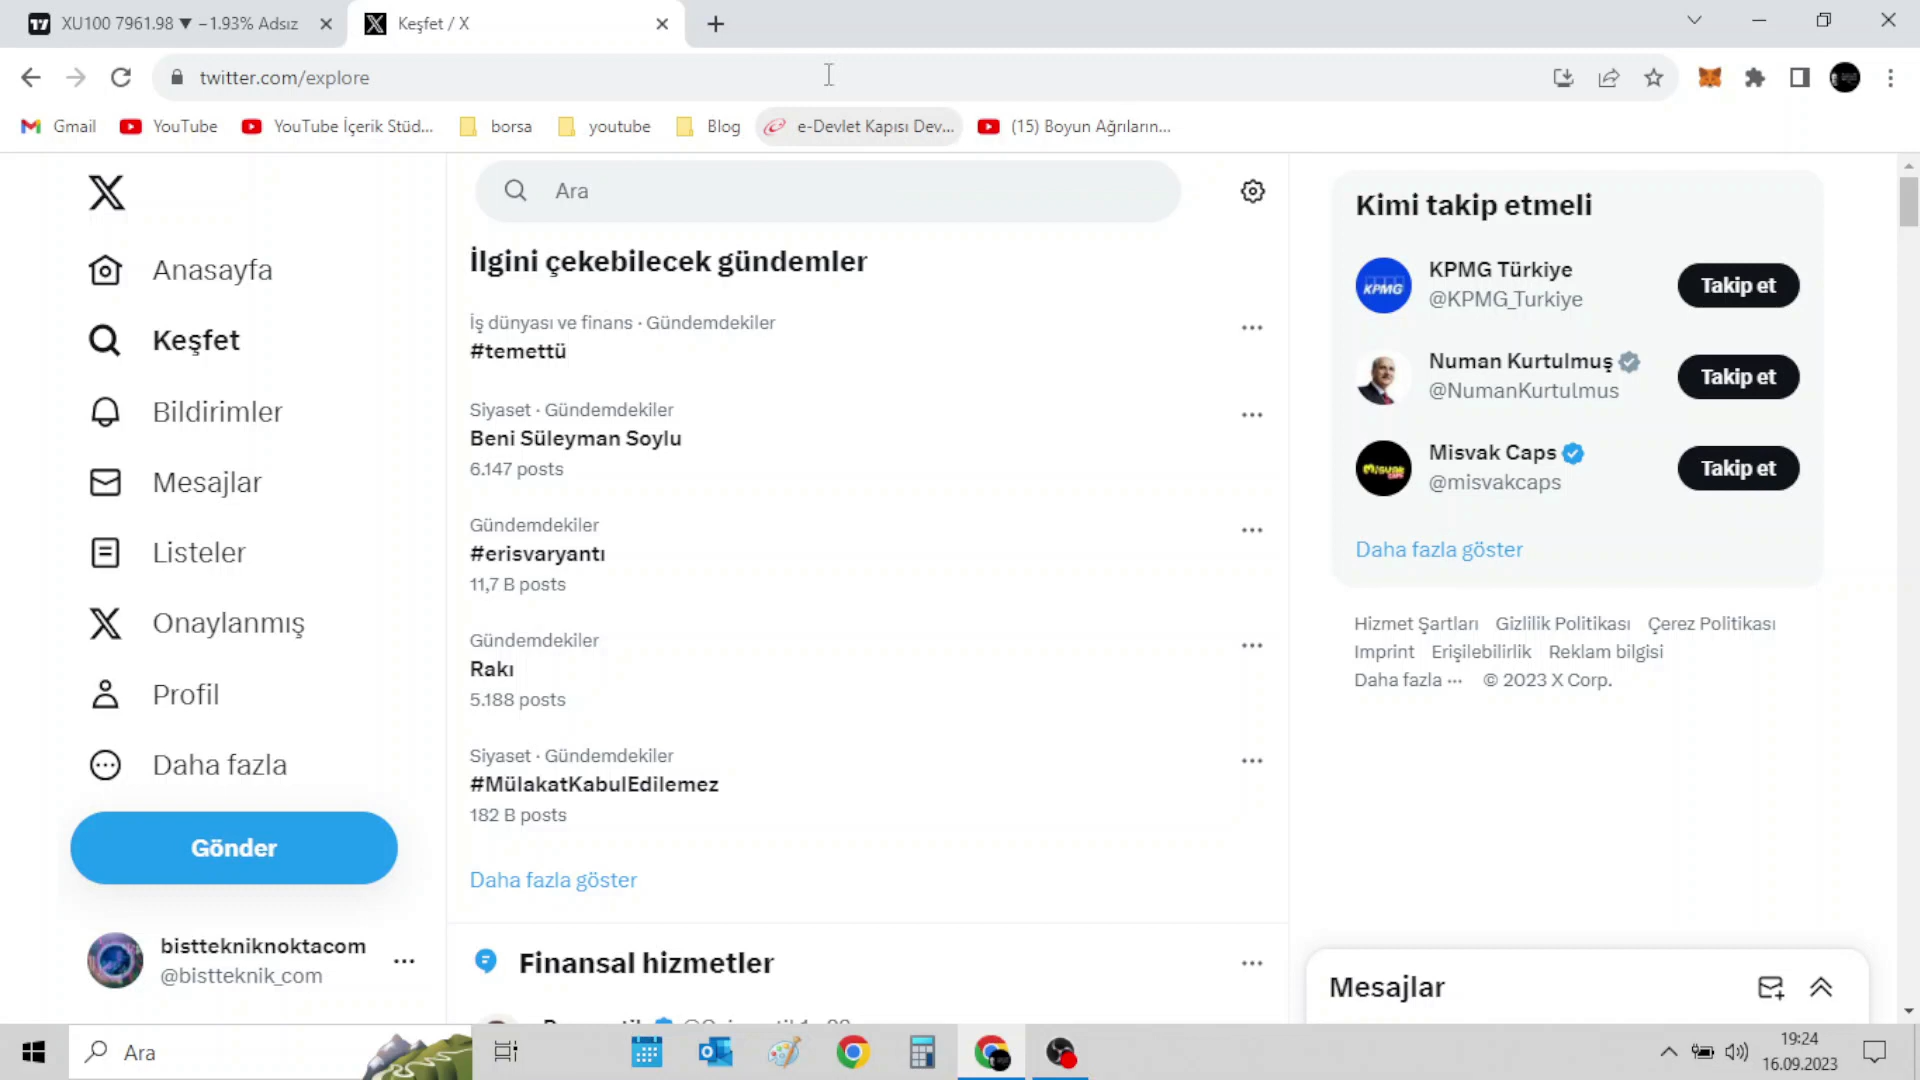 XU100 7961.98 ▼ −1.93% Adsız
Keşfet / X
twitter.com/explore
Gmail
YouTube
YouTube İçerik Stüd...
borsa
youtube
Blog
e-Devlet Kapısı Dev...
(15) Boyun Ağrıların...
Anasayfa
Keşfet
Bildirimler
Mesajlar
Listeler
Onaylanmış
Profil
Daha fazla
Gönder
bisttekniknoktacom
@bistteknik_com
Ara
İlgini çekebilecek gündemler
İş dünyası ve finans · Gündemdekiler
#temettü
Siyaset · Gündemdekiler
Beni Süleyman Soylu
6.147 posts
Gündemdekiler
#erisvaryantı
11,7 B posts
Gündemdekiler
Rakı
5.188 posts
Siyaset · Gündemdekiler
#MülakatKabulEdilemez
182 B posts
Daha fazla göster
Finansal hizmetler
Kimi takip etmeli
KPMG
KPMG Türkiye
@KPMG_Turkiye
Takip et
Numan Kurtulmuş
@NumanKurtulmus
Takip et
MİSVAK CAPS
Misvak Caps
@misvakcaps
Takip et
Daha fazla göster
Hizmet Şartları Gizlilik Politikası Çerez Politikası
Imprint Erişilebilirlik Reklam bilgisi
Daha fazla ··· © 2023 X Corp.
Mesajlar
Ara
19:24
16.09.2023